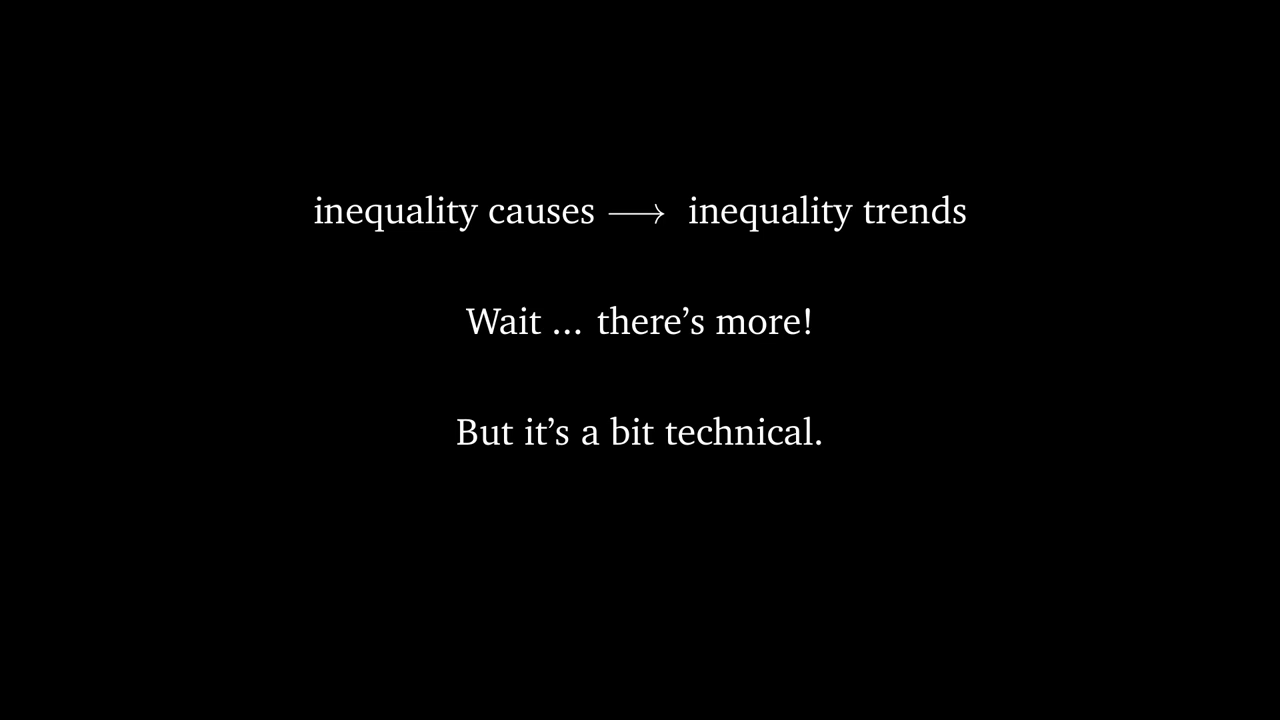 inequality causes ⟶ inequality trends
Wait ... there’s more!
But it’s a bit technical.